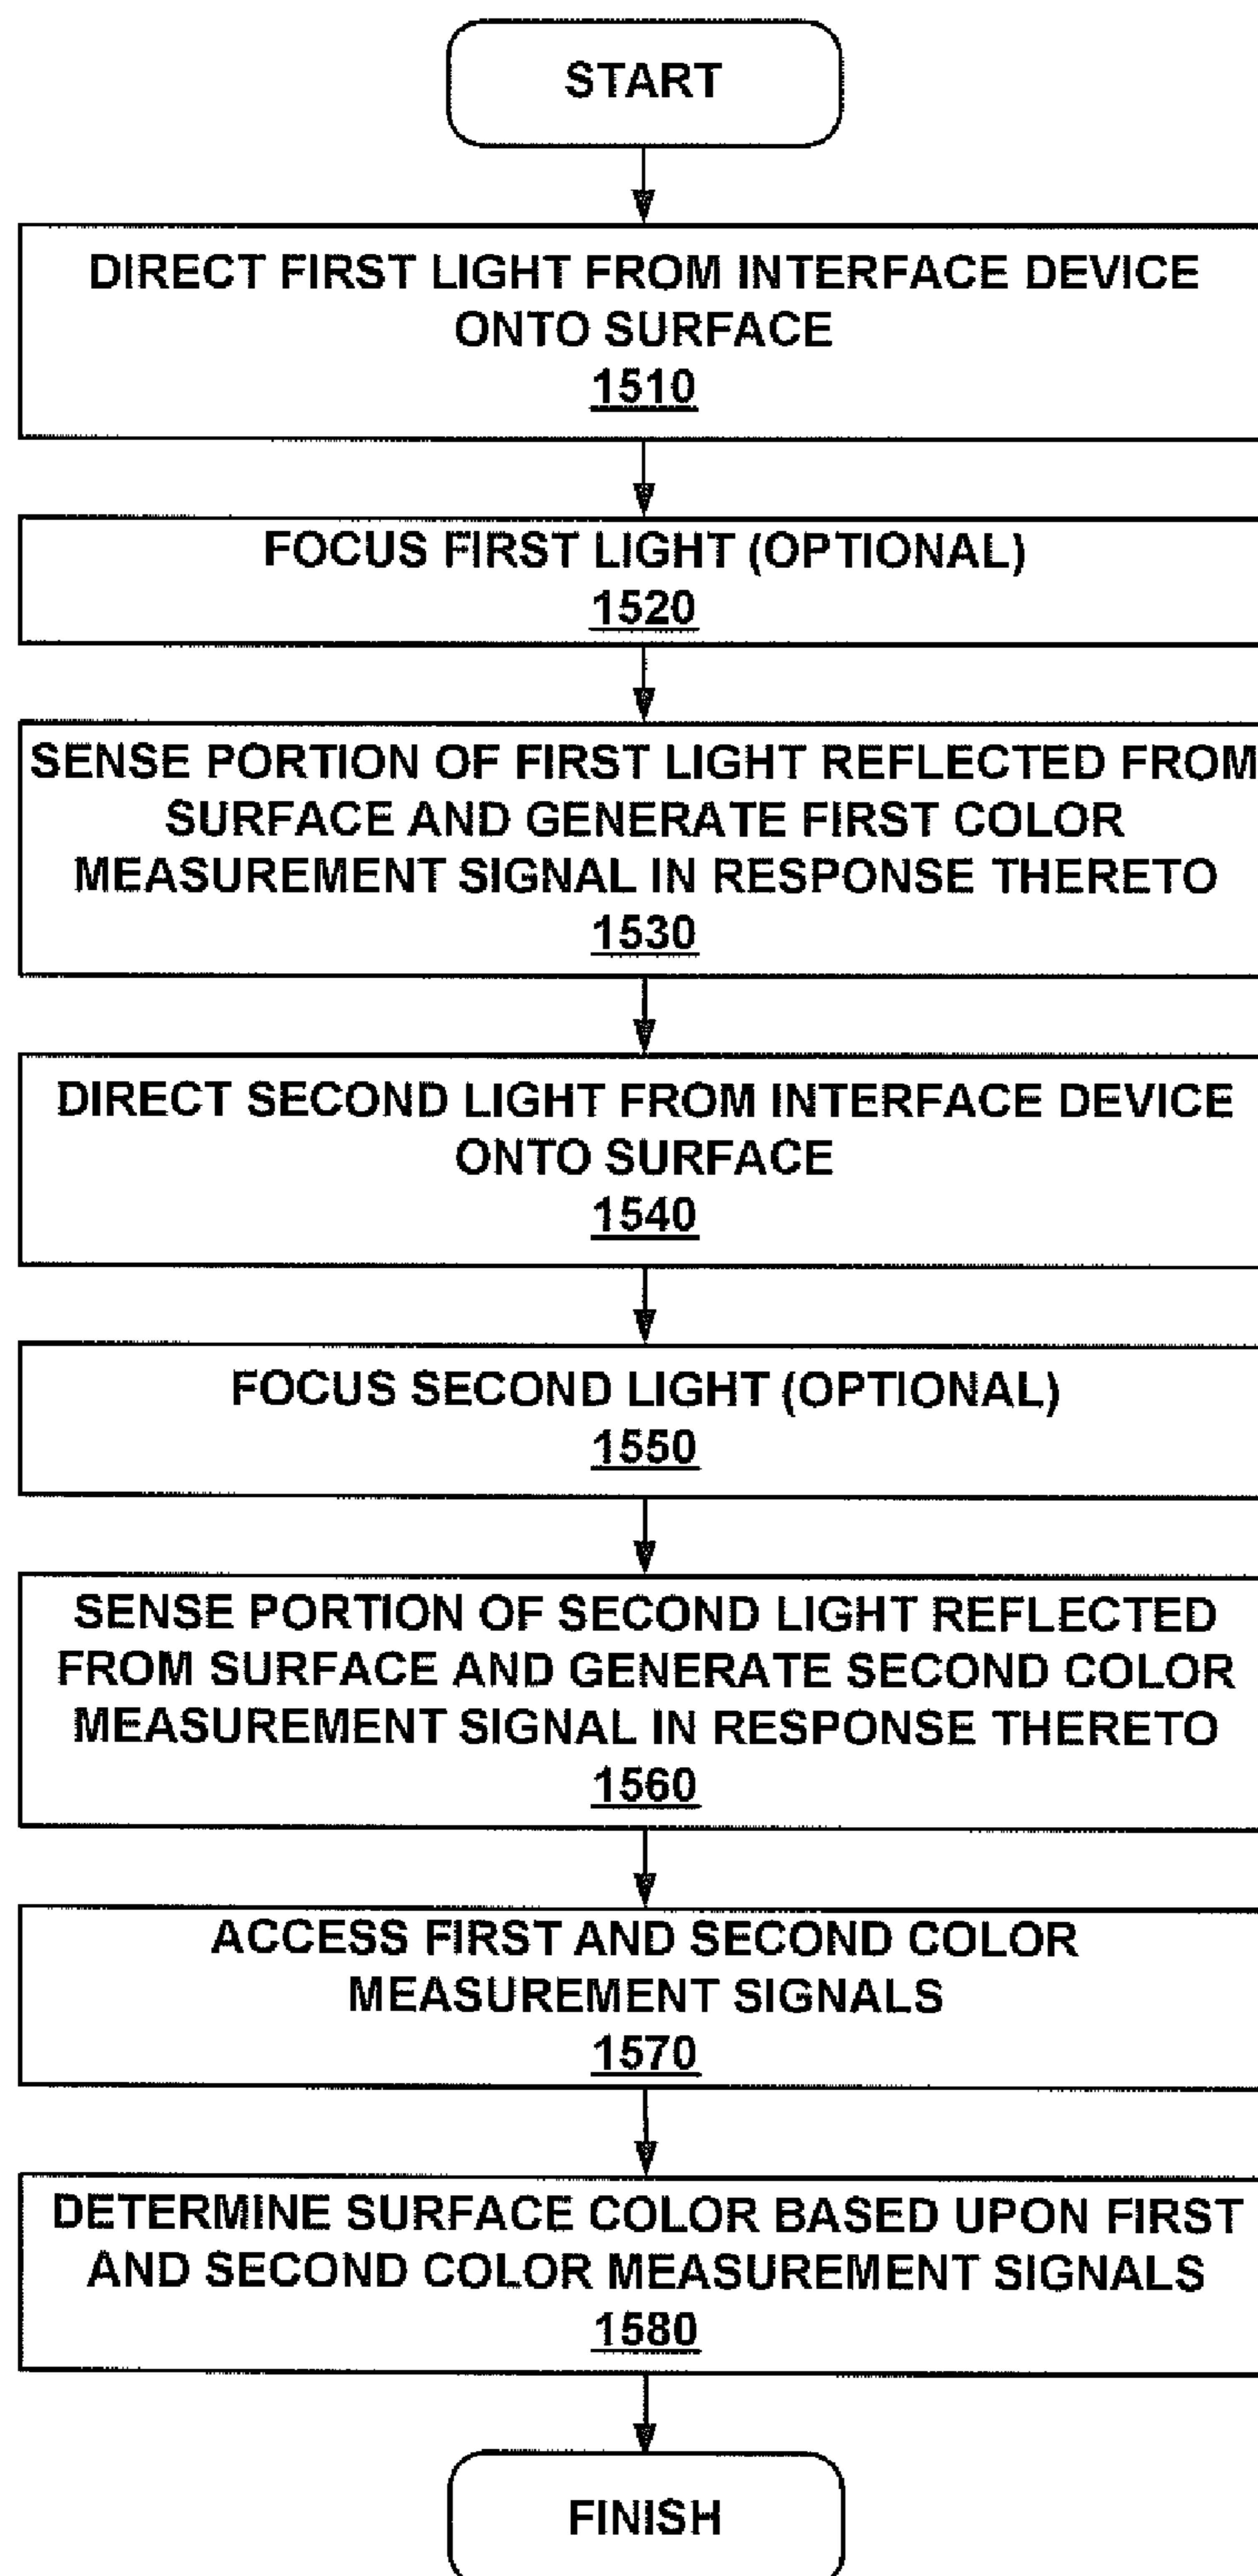 START
DIRECT FIRST LIGHT FROM INTERFACE DEVICE
ONTO SURFACE
1510
FOCUS FIRST LIGHT (OPTIONAL)
1520
SENSE PORTION OF FIRST LIGHT REFLECTED FROM
SURFACE AND GENERATE FIRST COLOR
MEASUREMENT SIGNAL IN RESPONSE THERETO
1530
DIRECT SECOND LIGHT FROM INTERFACE DEVICE
ONTO SURFACE
1540
FOCUS SECOND LIGHT (OPTIONAL)
1550
SENSE PORTION OF SECOND LIGHT REFLECTED
FROM SURFACE AND GENERATE SECOND COLOR
MEASUREMENT SIGNAL IN RESPONSE THERETO
1560
ACCESS FIRST AND SECOND COLOR
MEASUREMENT SIGNALS
1570
DETERMINE SURFACE COLOR BASED UPON FIRST
AND SECOND COLOR MEASUREMENT SIGNALS
1580
FINISH